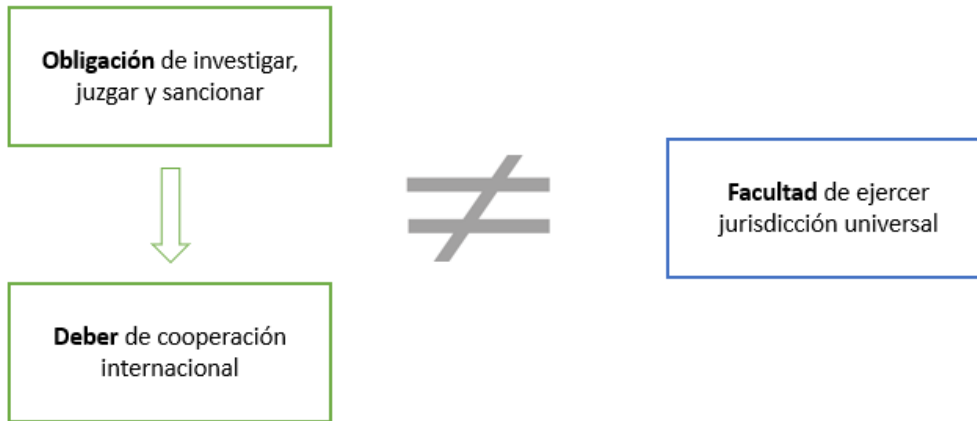 Obligación de investigar,
juzgar y sancionar
≠
Facultad de ejercer
jurisdicción universal
Deber de cooperación
internacional